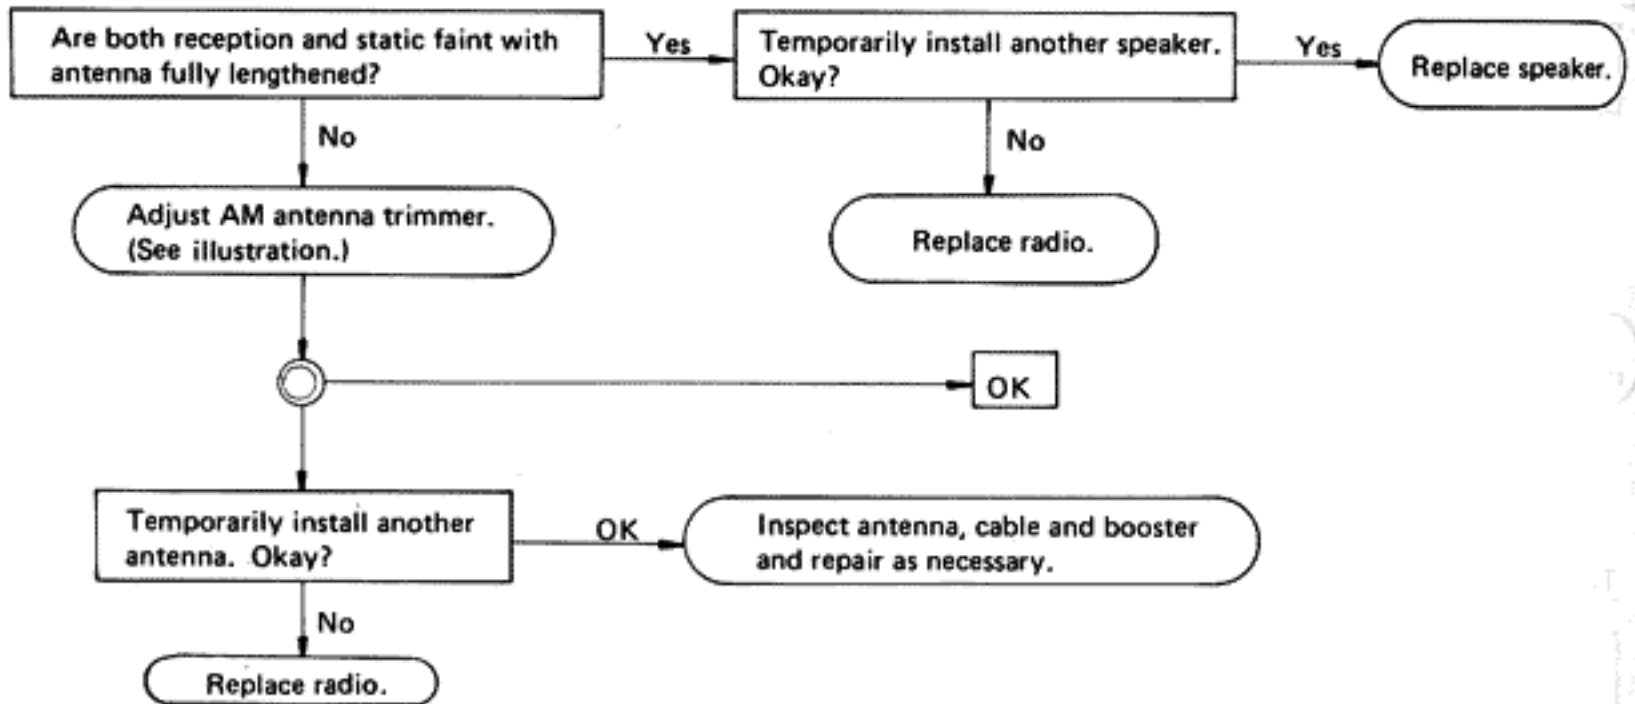 Are both reception and static faint with
antenna fully lengthened?
Yes
Temporarily install another speaker.
Okay?
Yes
Replace speaker.
No
No
Adjust AM antenna trimmer.
(See illustration.)
Replace radio.
OK
Temporarily install another
antenna. Okay?
OK
Inspect antenna, cable and booster
and repair as necessary.
No
Replace radio.